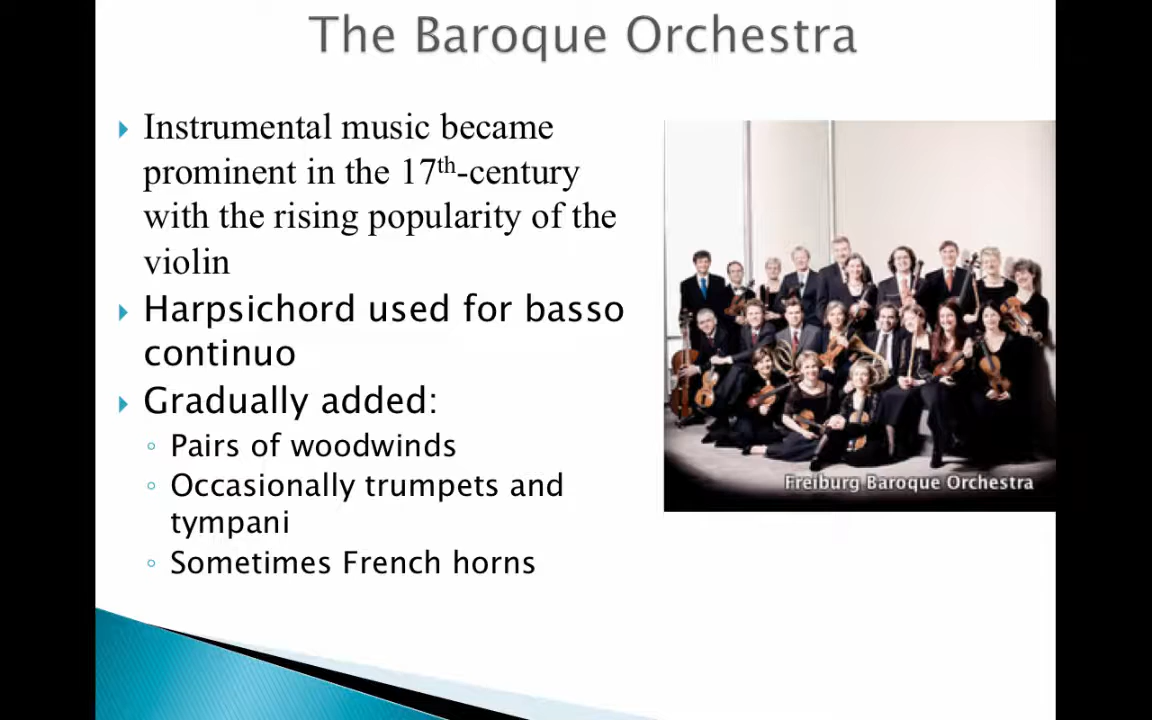 The Baroque Orchestra
Instrumental music became
prominent in the 17th-century
with the rising popularity of the
violin
Harpsichord used for basso
continuo
Gradually added:
Pairs of woodwinds
Occasionally trumpets and
tympani
Sometimes French horns
Freiburg Baroque Orchestra